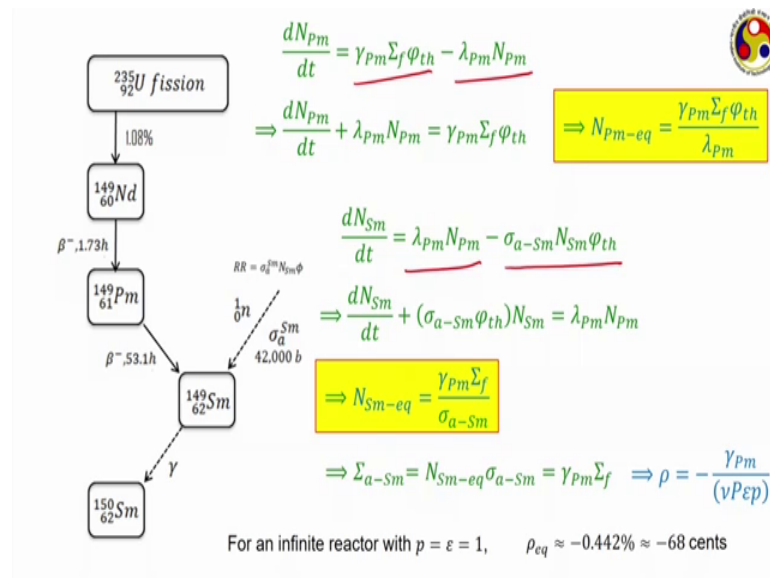 dN_Pm/dt = γ_Pm Σ_f φ_th − λ_Pm N_Pm
²³⁵₉₂U fission
⟹ dN_Pm/dt + λ_Pm N_Pm = γ_Pm Σ_f φ_th
⟹ N_Pm−eq = γ_Pm Σ_f φ_th / λ_Pm
1.08%
¹⁴⁹₆₀Nd
β⁻,1.73h
dN_Sm/dt = λ_Pm N_Pm − σ_a−Sm N_Sm φ_th
RR = σ_a^Sm N_Sm ϕ
¹⁴⁹₆₁Pm
¹₀n
⟹ dN_Sm/dt + (σ_a−Sm φ_th)N_Sm = λ_Pm N_Pm
σ_a^Sm
42,000 b
β⁻,53.1h
¹⁴⁹₆₂Sm
⟹ N_Sm−eq = γ_Pm Σ_f / σ_a−Sm
γ
⟹ Σ_a−Sm = N_Sm−eq σ_a−Sm = γ_Pm Σ_f
⟹ ρ = − γ_Pm / (νPεp)
¹⁵⁰₆₂Sm
For an infinite reactor with p = ε = 1, ρ_eq ≈ −0.442% ≈ −68 cents